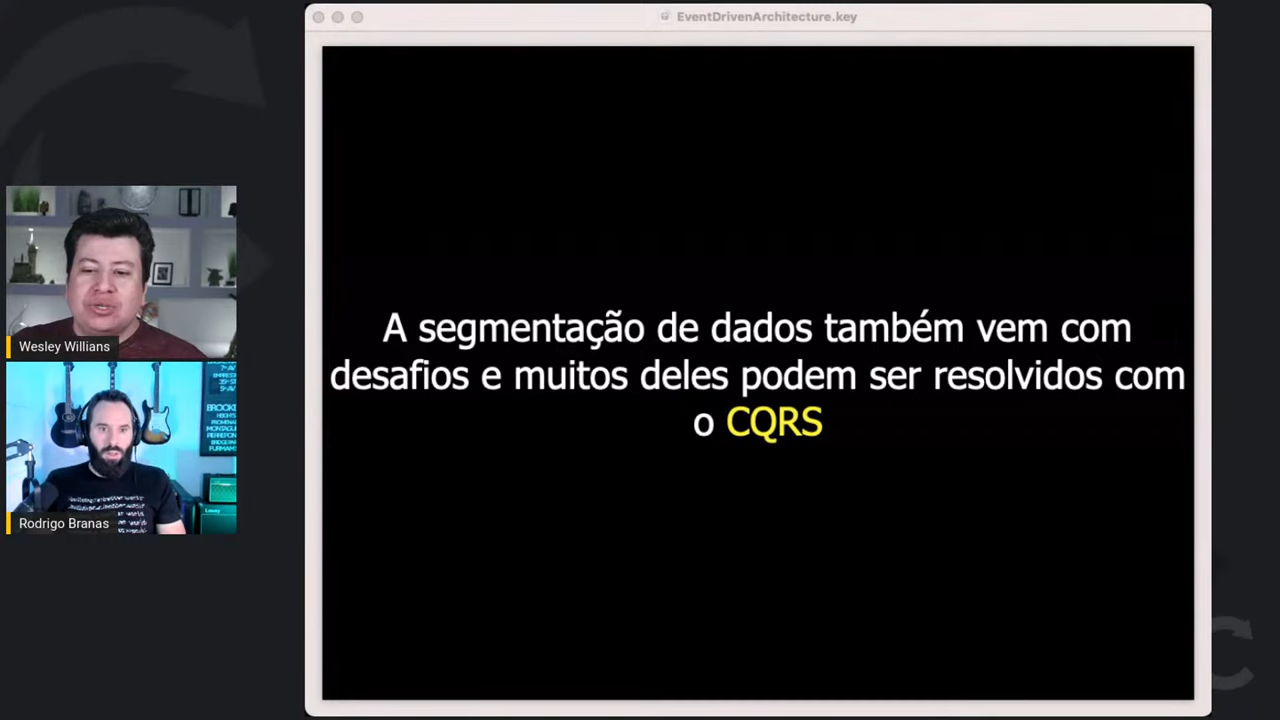 EventDrivenArchitecture.key
A segmentação de dados também vem com
desafios e muitos deles podem ser resolvidos com
o CQRS
Wesley Willians
Rodrigo Branas